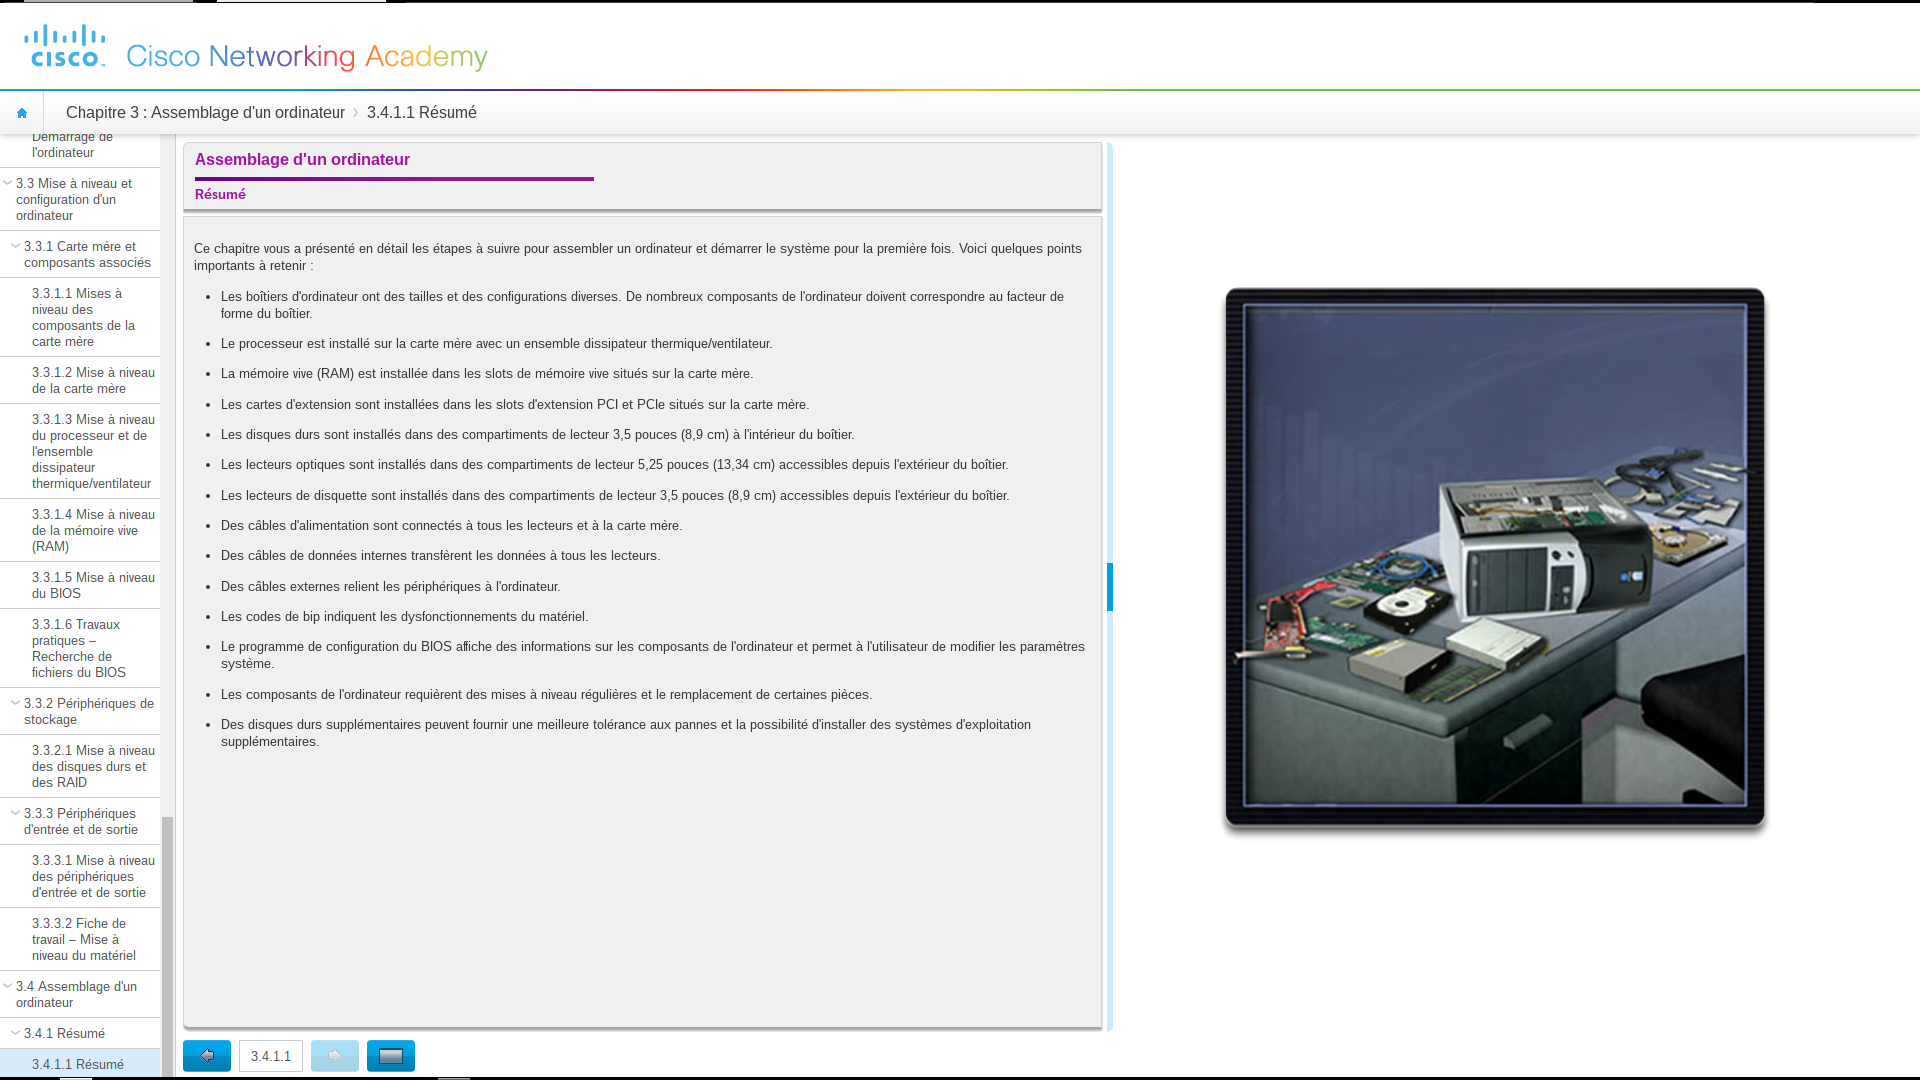 CISCO
Cisco Networking Academy
Chapitre 3 : Assemblage d'un ordinateur
3.4.1.1 Résumé
Démarrage de
l'ordinateur
3.3 Mise à niveau et
configuration d'un
ordinateur
3.3.1 Carte mère et
composants associés
3.3.1.1 Mises à
niveau des
composants de la
carte mère
3.3.1.2 Mise à niveau
de la carte mère
3.3.1.3 Mise à niveau
du processeur et de
l'ensemble
dissipateur
thermique/ventilateur
3.3.1.4 Mise à niveau
de la mémoire vive
(RAM)
3.3.1.5 Mise à niveau
du BIOS
3.3.1.6 Travaux
pratiques –
Recherche de
fichiers du BIOS
3.3.2 Périphériques de
stockage
3.3.2.1 Mise à niveau
des disques durs et
des RAID
3.3.3 Périphériques
d'entrée et de sortie
3.3.3.1 Mise à niveau
des périphériques
d'entrée et de sortie
3.3.3.2 Fiche de
travail – Mise à
niveau du matériel
3.4 Assemblage d'un
ordinateur
3.4.1 Résumé
3.4.1.1 Résumé
Assemblage d'un ordinateur
Résumé
Ce chapitre vous a présenté en détail les étapes à suivre pour assembler un ordinateur et démarrer le système pour la première fois. Voici quelques points
importants à retenir :
• Les boîtiers d'ordinateur ont des tailles et des configurations diverses. De nombreux composants de l'ordinateur doivent correspondre au facteur de
forme du boîtier.
• Le processeur est installé sur la carte mère avec un ensemble dissipateur thermique/ventilateur.
• La mémoire vive (RAM) est installée dans les slots de mémoire vive situés sur la carte mère.
• Les cartes d'extension sont installées dans les slots d'extension PCI et PCIe situés sur la carte mère.
• Les disques durs sont installés dans des compartiments de lecteur 3,5 pouces (8,9 cm) à l'intérieur du boîtier.
• Les lecteurs optiques sont installés dans des compartiments de lecteur 5,25 pouces (13,34 cm) accessibles depuis l'extérieur du boîtier.
• Les lecteurs de disquette sont installés dans des compartiments de lecteur 3,5 pouces (8,9 cm) accessibles depuis l'extérieur du boîtier.
• Des câbles d'alimentation sont connectés à tous les lecteurs et à la carte mère.
• Des câbles de données internes transfèrent les données à tous les lecteurs.
• Des câbles externes relient les périphériques à l'ordinateur.
• Les codes de bip indiquent les dysfonctionnements du matériel.
• Le programme de configuration du BIOS affiche des informations sur les composants de l'ordinateur et permet à l'utilisateur de modifier les paramètres
système.
• Les composants de l'ordinateur requièrent des mises à niveau régulières et le remplacement de certaines pièces.
• Des disques durs supplémentaires peuvent fournir une meilleure tolérance aux pannes et la possibilité d'installer des systèmes d'exploitation
supplémentaires.
3.4.1.1